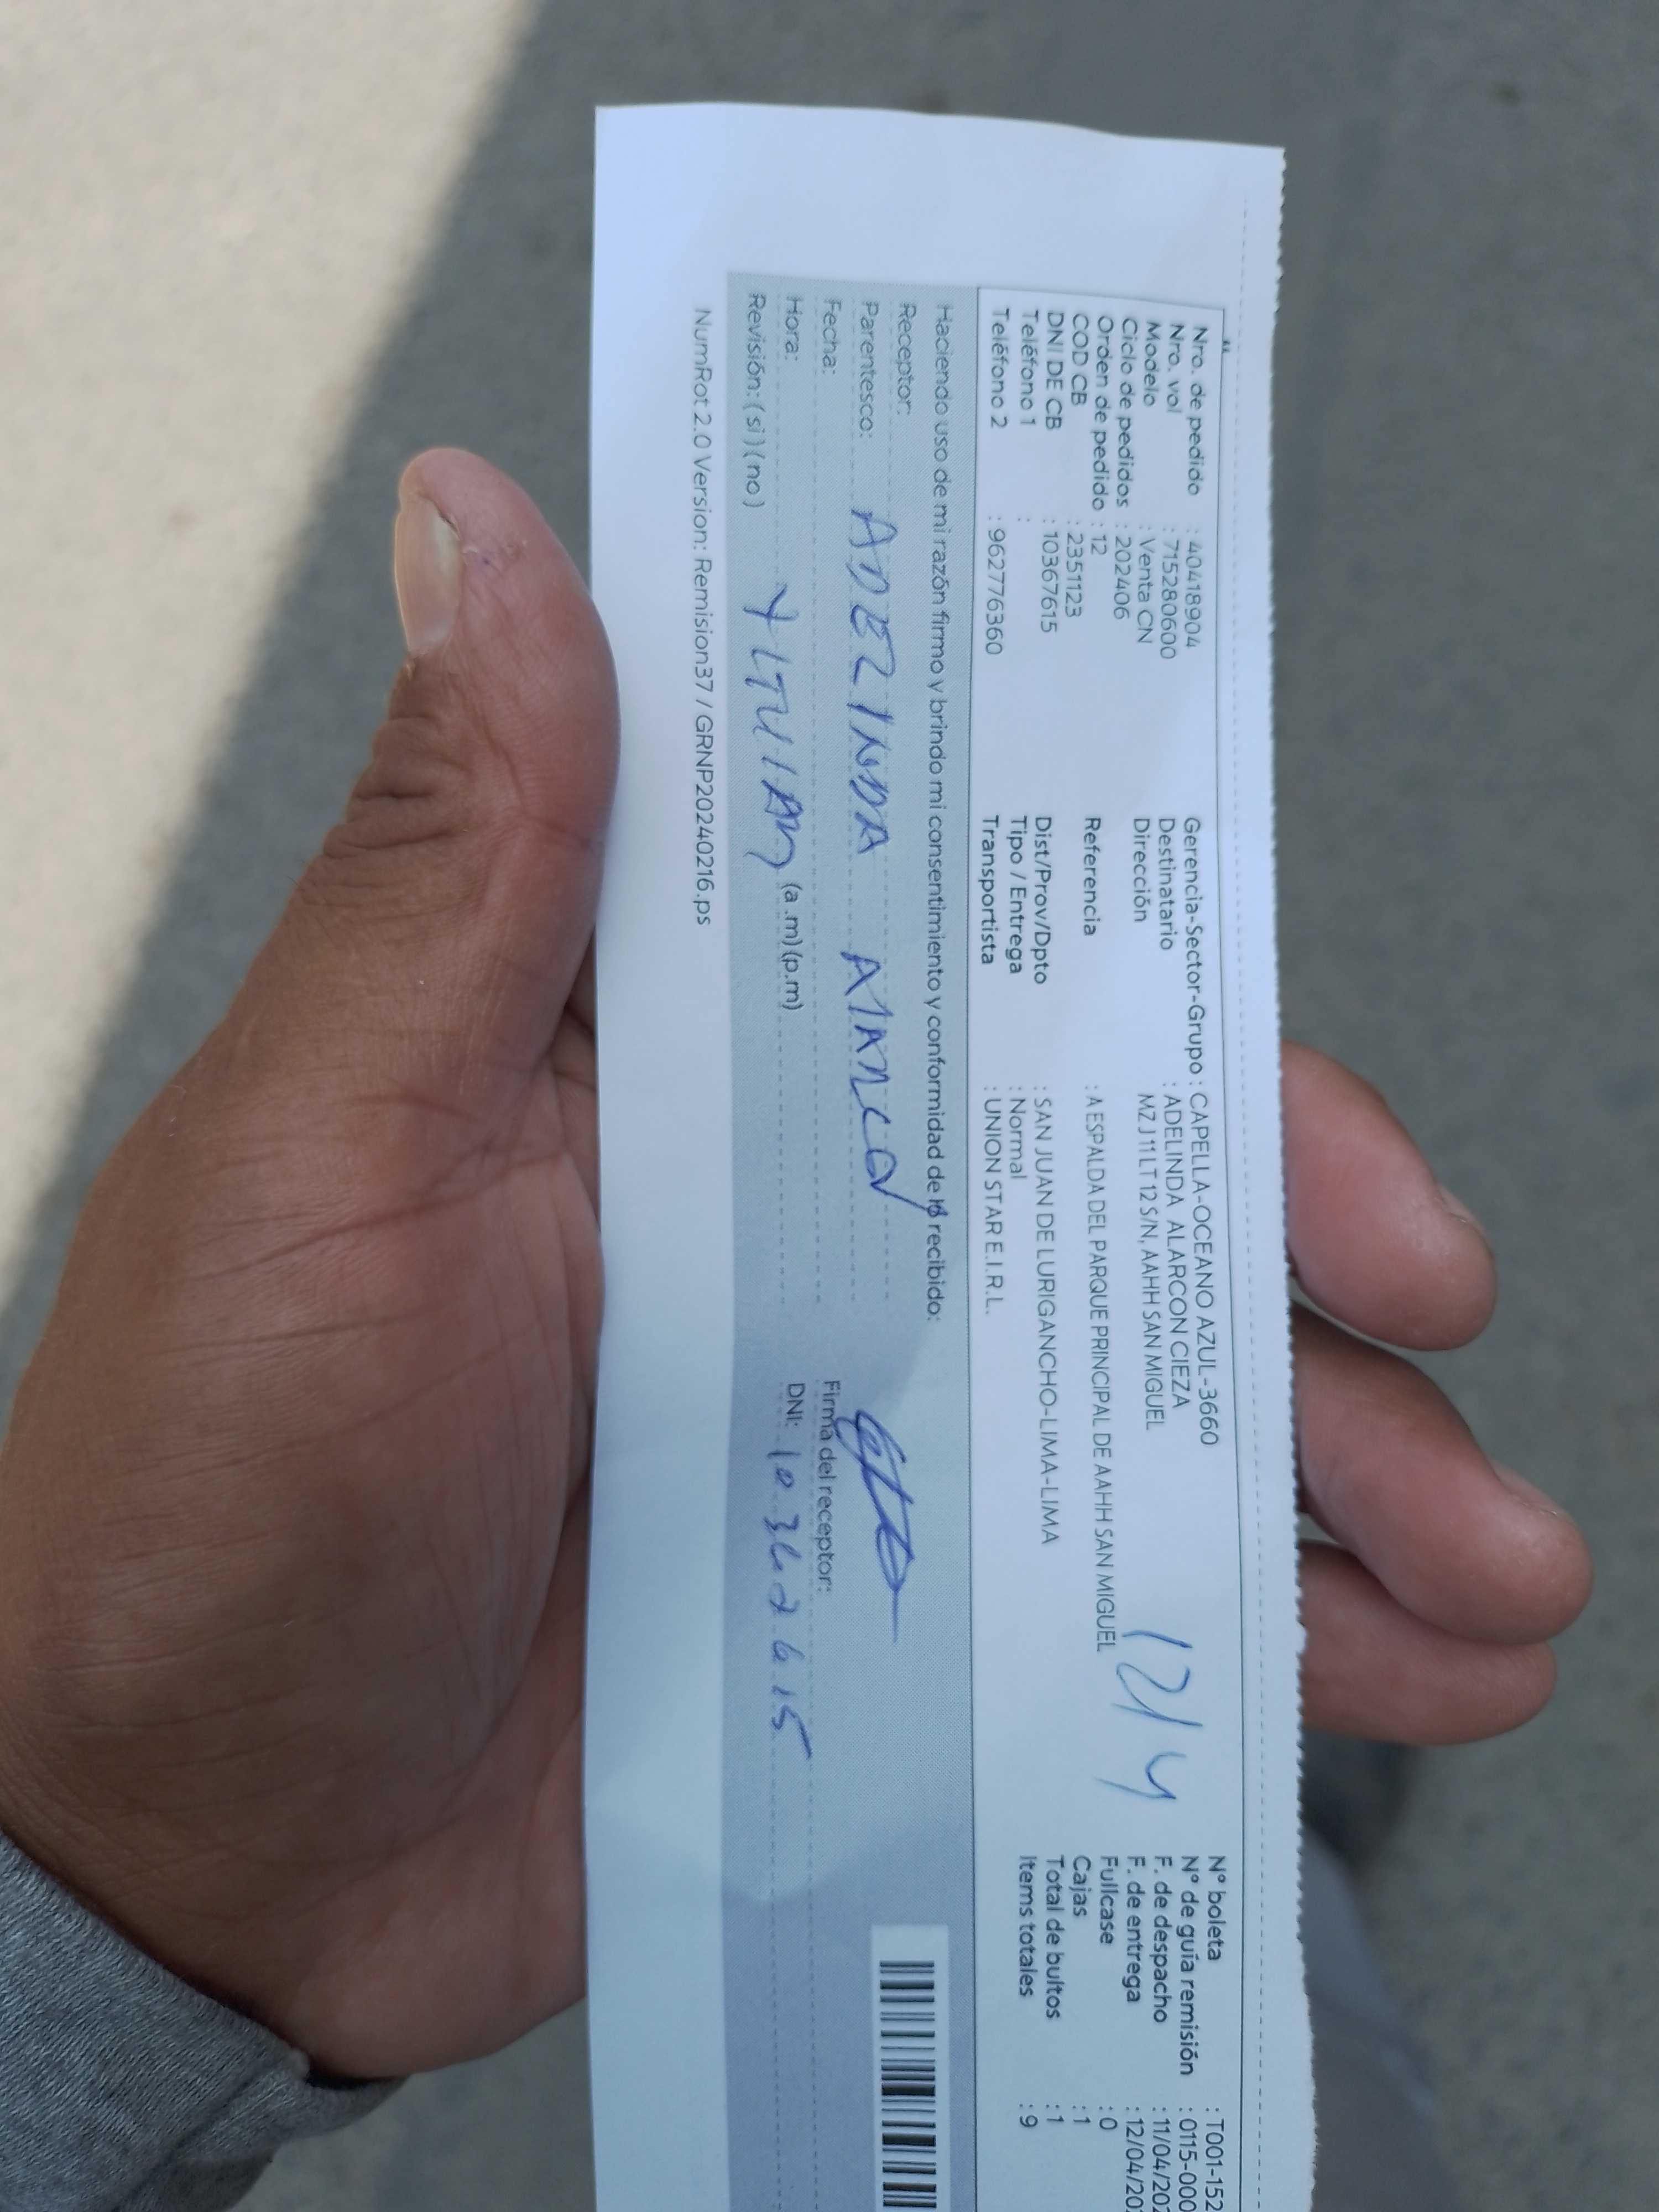 Nro. de pedido : 40418904
Nro. vol : 715280600
Modelo : Venta CN
Ciclo de pedidos : 202406
Orden de pedido : 12
COD CB : 2351123
DNI DE CB : 10367615
Teléfono 1 :
Teléfono 2 : 962776360
Gerencia-Sector-Grupo : CAPELLA-OCEANO AZUL-3660
Destinatario : ADELINDA ALARCON CIEZA
Dirección MZ J11 LT 12 S/N, AAHH SAN MIGUEL
Referencia : A ESPALDA DEL PARQUE PRINCIPAL DE AAHH SAN MIGUEL
Dist/Prov/Dpto : SAN JUAN DE LURIGANCHO-LIMA-LIMA
Tipo / Entrega : Normal
Transportista : UNION STAR E.I.R.L.
12/4
N° boleta : T001-152
N° de guía remisión : 0115-000
F. de despacho : 11/04/202
F. de entrega : 12/04/20
Fullcase : 0
Cajas : 1
Total de bultos : 1
Items totales : 9
Haciendo uso de mi razón firmo y brindo mi consentimiento y conformidad de recibido:
Receptor:
Parentesco: ADELINDA
Fecha:
Hora: (a.m)(p.m)
Revisión: (si)(no)
Firma del receptor:
DNI:
NumRot 2.0 Version: Remision37 / GRNP20240216.ps